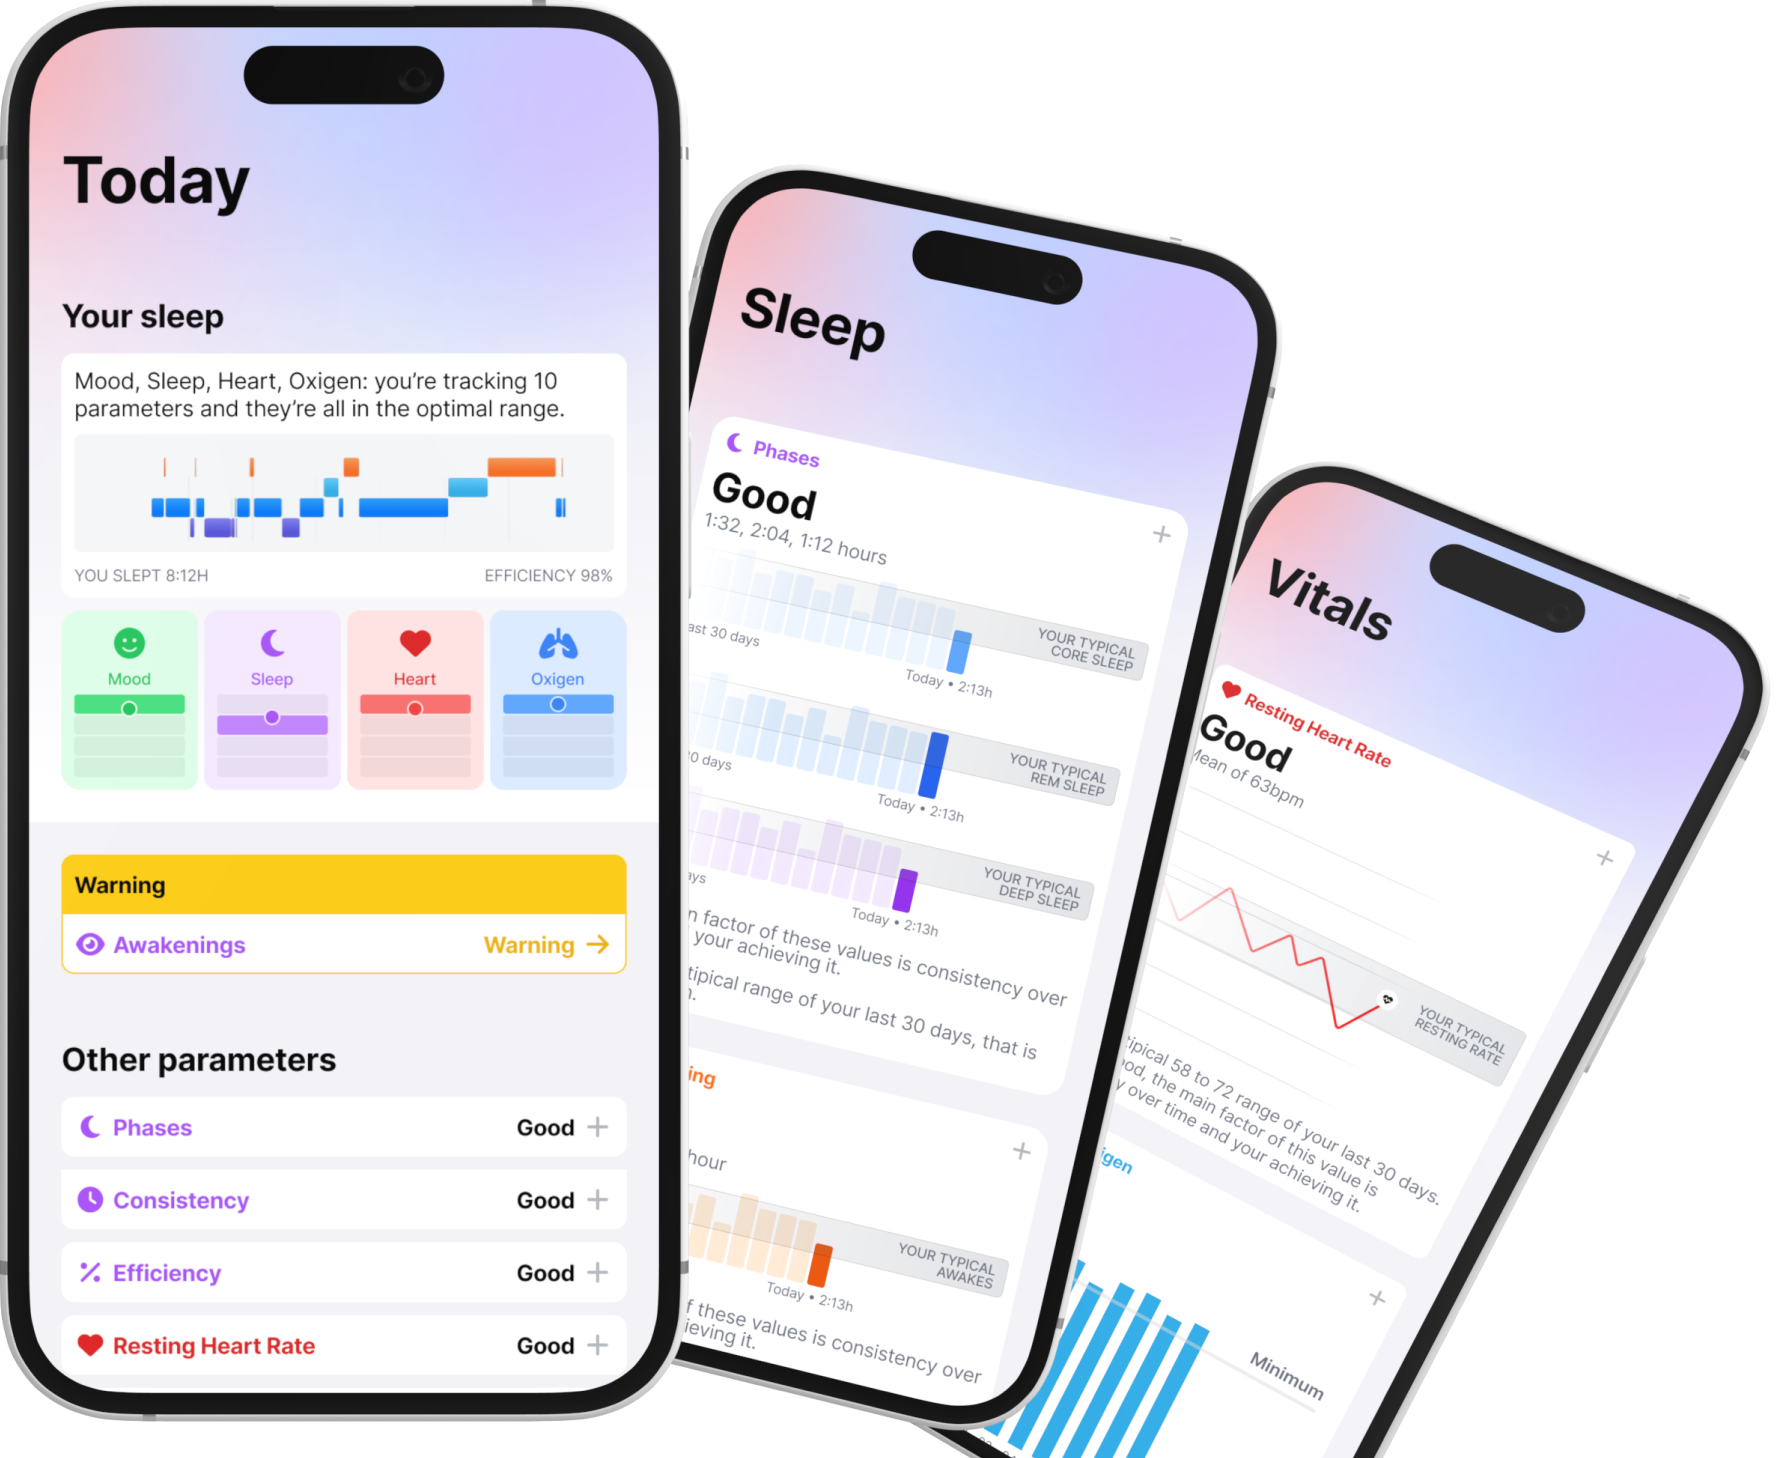 Today
Your sleep
Mood, Sleep, Heart, Oxigen: you're tracking 10
parameters and they're all in the optimal range.
YOU SLEPT 8:12H
EFFICIENCY 98%
Mood
Sleep
Heart
Oxigen
Warning
Awakenings
Warning →
Other parameters
Phases
Good +
Consistency
Good +
Efficiency
Good +
Resting Heart Rate
Good +
Sleep
Phases
Good
1:32, 2:04, 1:12 hours
YOUR TYPICAL
CORE SLEEP
ast 30 days
Today • 2:13h
YOUR TYPICAL
REM SLEEP
30 days
Today • 2:13h
YOUR TYPICAL
DEEP SLEEP
ays
Today • 2:13h
n factor of these values is consistency over
your achieving it.
tipical range of your last 30 days, that is
n.
ing
hour
YOUR TYPICAL
AWAKES
Today • 2:13h
f these values is consistency over
ieving it.
Vitals
Resting Heart Rate
Good
Mean of 63bpm
YOUR TYPICAL
RESTING RATE
tipical 58 to 72 range of your last 30 days.
ood, the main factor of this value is
y over time and your achieving it.
igen
Minimum